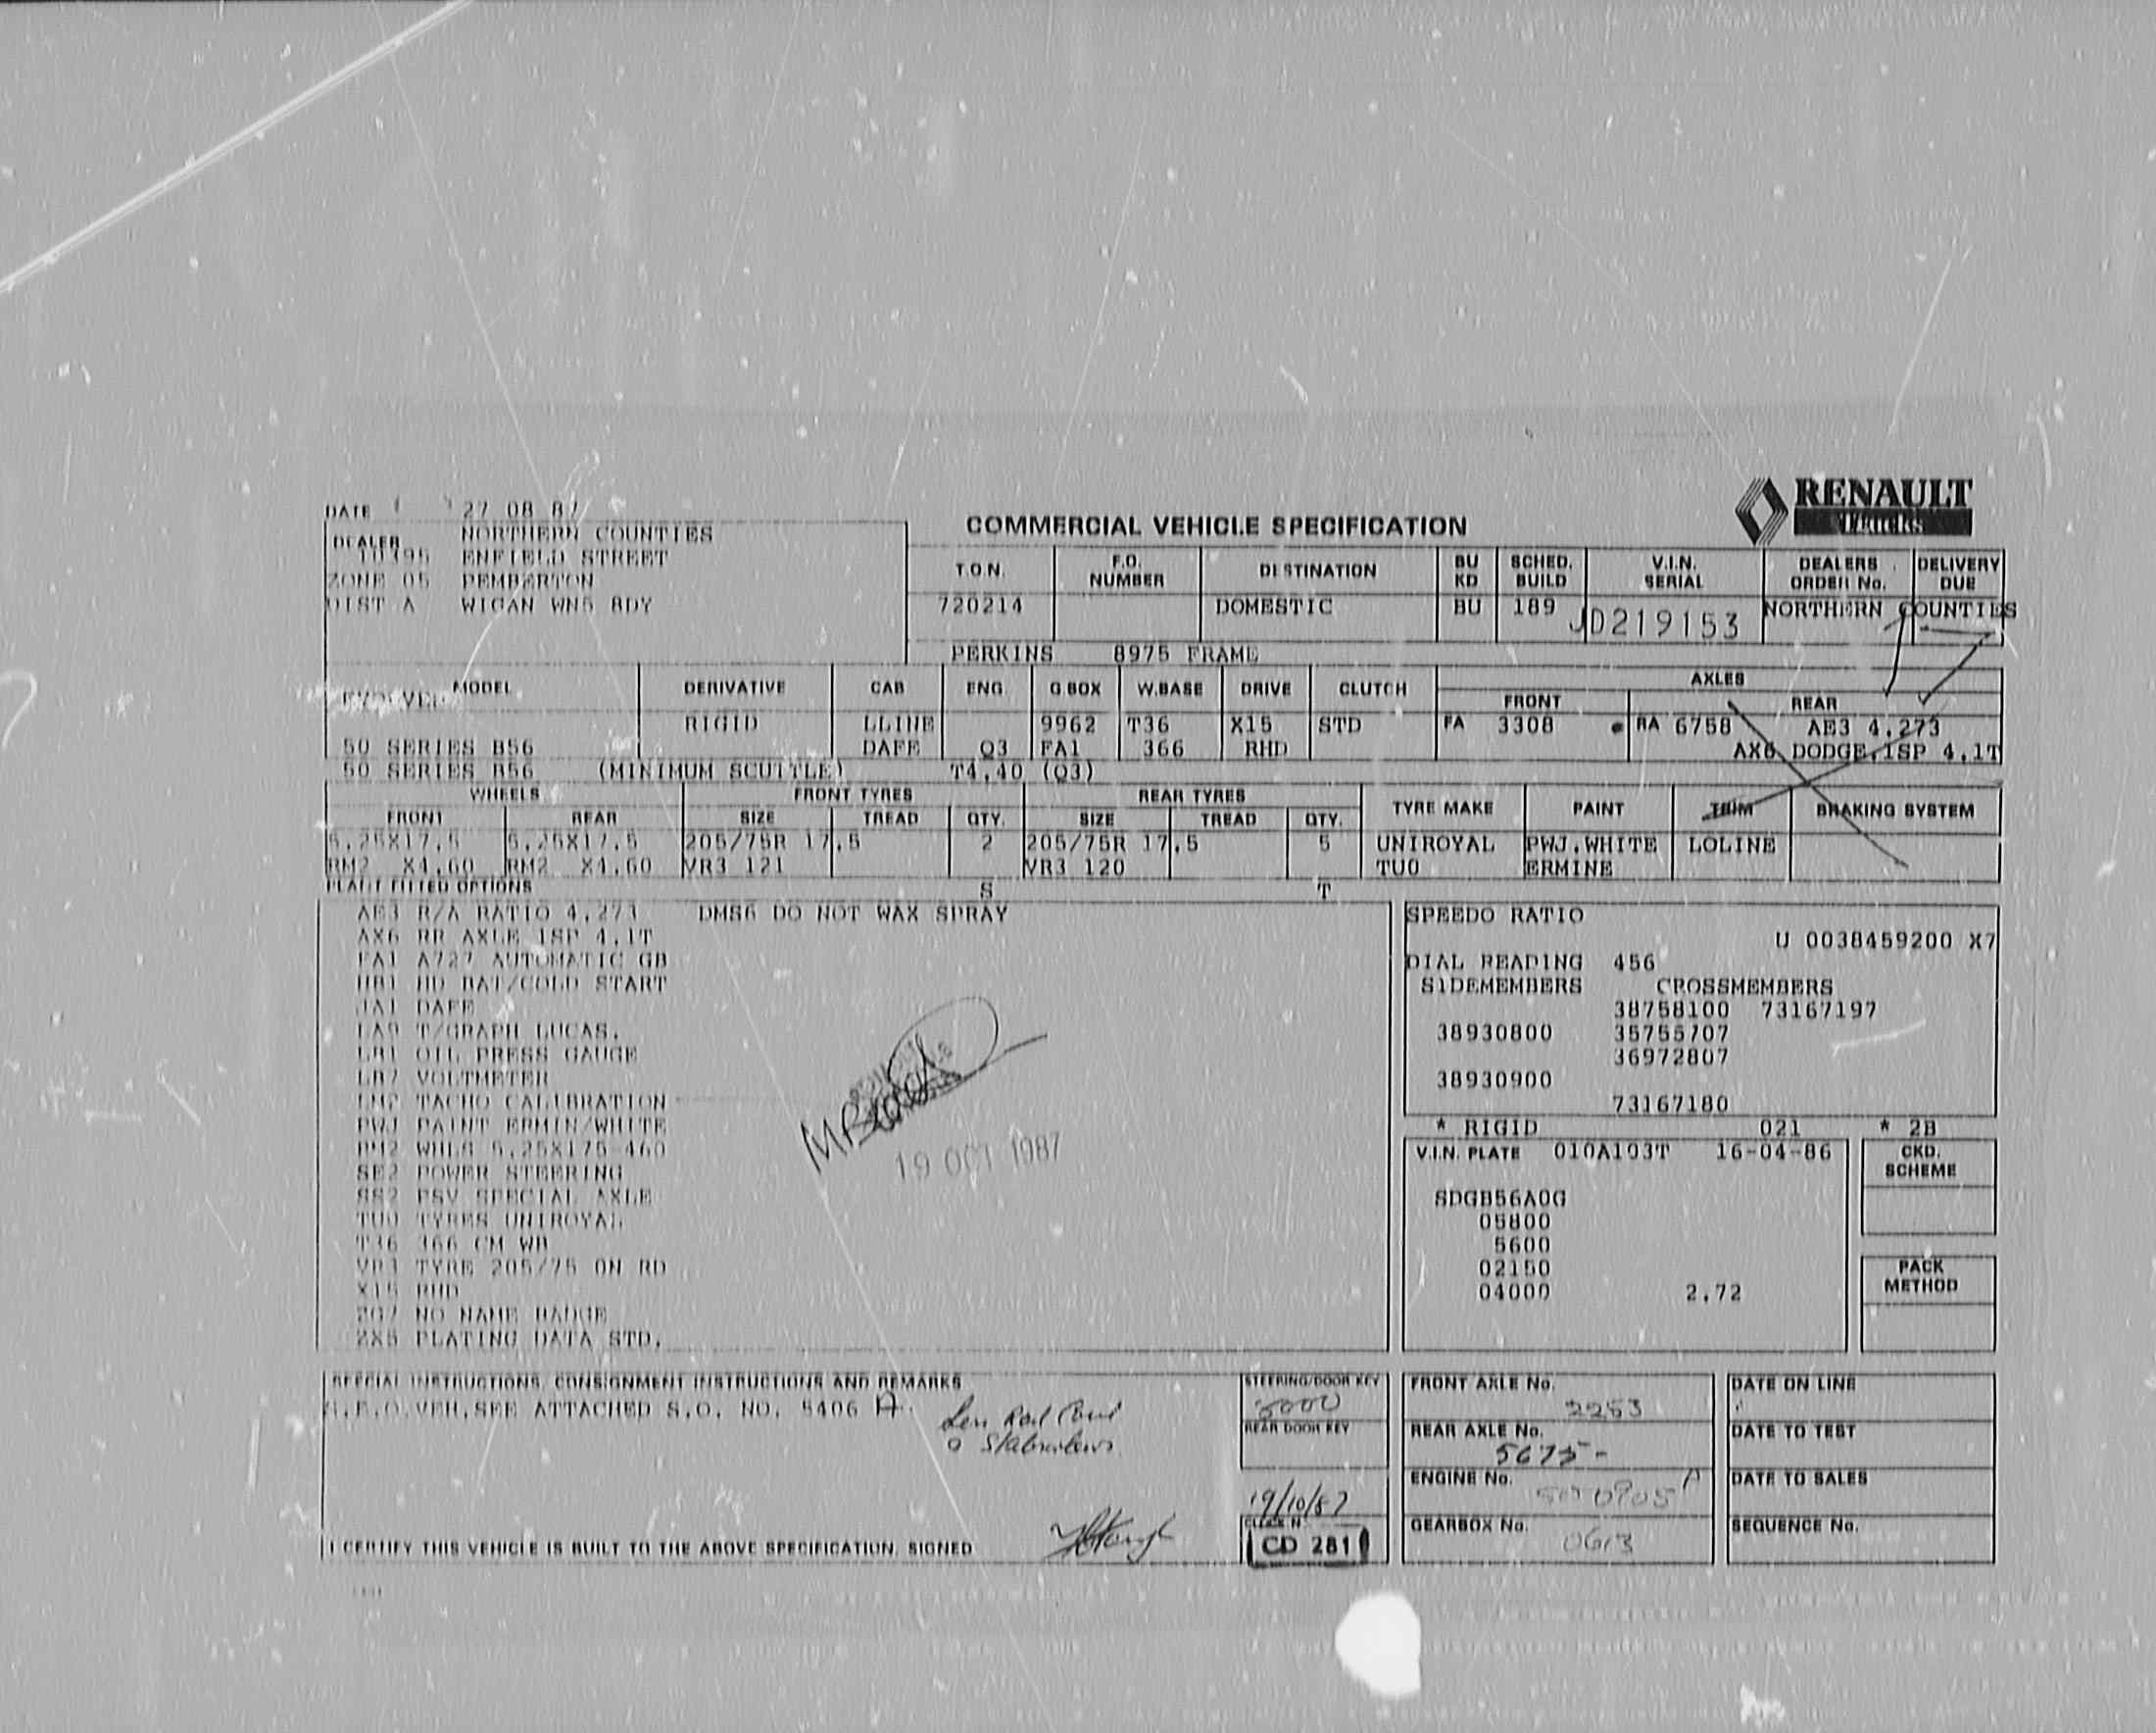 RENAULT
TRUCKS
DATE 27 08 87
COMMERCIAL VEHICLE SPECIFICATION
DEALER NORTHERN COUNTIES
10395 ENFIELD STREET
ZONE 05 PEMBERTON
DIST A WIGAN WN5 8DY
T.O.N. F.O. NUMBER DESTINATION BU KD SCHED. BUILD V.I.N. SERIAL DEALERS ORDER No. DELIVERY DUE
720214 DOMESTIC BU 189 JD219153 NORTHERN COUNTIES
PERKINS 8975 FRAME
MODEL DERIVATIVE CAB ENG G.BOX W.BASE DRIVE CLUTCH AXLES
FRONT REAR
RIGID LLINE 9962 T36 X15 STD FA 3308 RA 6758 AE3 4.273
50 SERIES B56 DAFE Q3 FA1 366 RHD AX6 DODGE.1SP 4.1T
50 SERIES B56 (MINIMUM SCUTTLE) T4.40 (Q3)
WHEELS FRONT TYRES REAR TYRES TYRE MAKE PAINT TRIM BRAKING SYSTEM
FRONT REAR SIZE TREAD QTY. SIZE TREAD QTY.
5.25X17.5 5.25X17.5 205/75R 17.5 2 205/75R 17.5 5 UNIROYAL PWJ.WHITE LOLINE
RM2 X4.60 RM2 X4.60 VR3 121 VR3 120 TU0 ERMINE
PLANT FITTED OPTIONS S T
AE3 R/A RATIO 4.273 DMS6 DO NOT WAX SPRAY
AX6 RR AXLE 1SP 4.1T
FA1 A727 AUTOMATIC GB
HB1 HD BAT/COLD START
JA1 DAFE
LA9 T/GRAPH LUCAS.
LB1 OIL PRESS GAUGE
LB7 VOLTMETER
LM2 TACHO CALIBRATION
PWJ PAINT ERMIN/WHITE
RM2 WHLS 5.25X175-460
SE2 POWER STEERING
SS2 PSV SPECIAL AXLE
TU0 TYRES UNIROYAL
T36 366 CM WB
VR3 TYRE 205/75 ON RD
X15 RHD
2G7 NO NAME BADGE
2X5 PLATING DATA STD.
19 OCT 1987
SPEEDO RATIO
U 0038459200 X7
DIAL READING 456
SIDEMEMBERS CROSSMEMBERS
38758100 73167197
38930800 35755707
36972807
38930900
73167180
* RIGID 021 * 2B
V.I.N. PLATE 010A103T 16-04-86
CKD. SCHEME
SDGB56A0G
05800
5600
02150
04000 2.72
PACK METHOD
SPECIAL INSTRUCTIONS, CONSIGNMENT INSTRUCTIONS AND REMARKS
VEH.SEE ATTACHED S.O. NO. 5406 A
STEERING/DOOR KEY
REAR DOOR KEY
19/10/87
CLOCK N
CD 281
I CERTIFY THIS VEHICLE IS BUILT TO THE ABOVE SPECIFICATION. SIGNED
FRONT AXLE No. 2253
REAR AXLE No. 5675-
ENGINE No.
GEARBOX No. 0613
DATE ON LINE
DATE TO TEST
DATE TO SALES
SEQUENCE No.